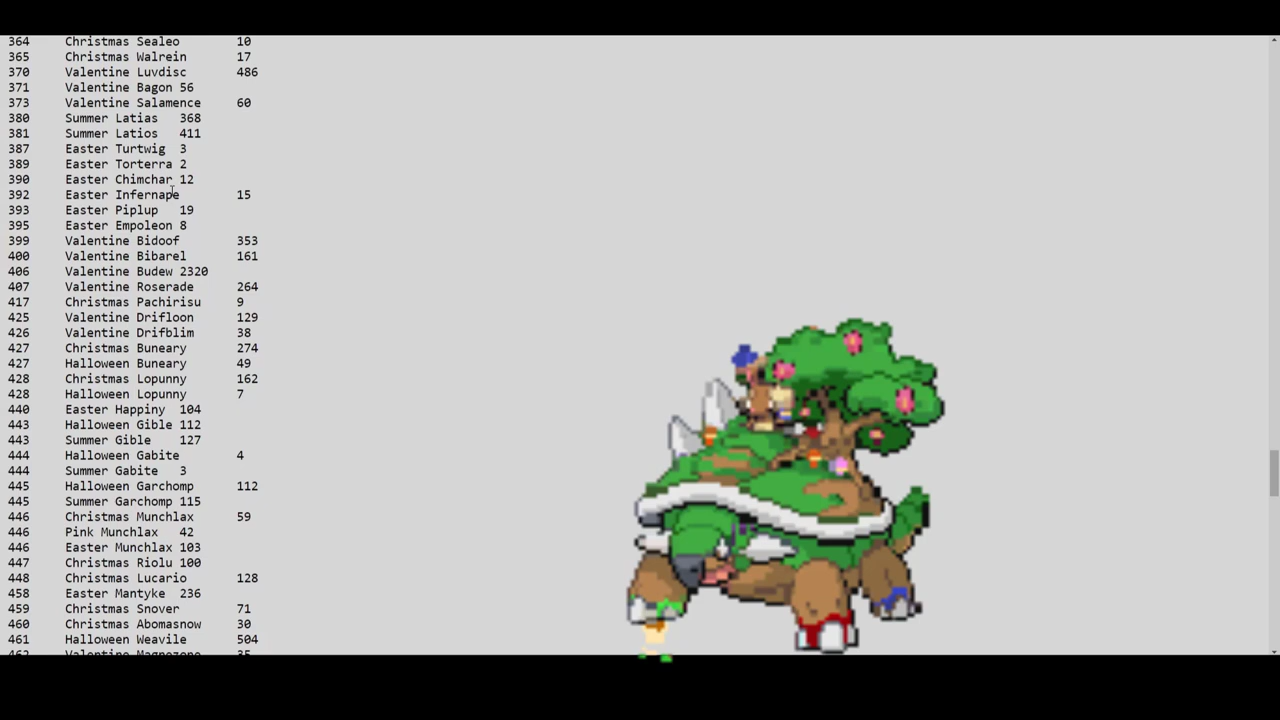 364 Christmas Sealeo 10
365 Christmas Walrein 17
370 Valentine Luvdisc 486
371 Valentine Bagon 56
373 Valentine Salamence 60
380 Summer Latias 368
381 Summer Latios 411
387 Easter Turtwig 3
389 Easter Torterra 2
390 Easter Chimchar 12
392 Easter Infernape 15
393 Easter Piplup 19
395 Easter Empoleon 8
399 Valentine Bidoof 353
400 Valentine Bibarel 161
406 Valentine Budew 2320
407 Valentine Roserade 264
417 Christmas Pachirisu 9
425 Valentine Drifloon 129
426 Valentine Drifblim 38
427 Christmas Buneary 274
427 Halloween Buneary 49
428 Christmas Lopunny 162
428 Halloween Lopunny 7
440 Easter Happiny 104
443 Halloween Gible 112
443 Summer Gible 127
444 Halloween Gabite 4
444 Summer Gabite 3
445 Halloween Garchomp 112
445 Summer Garchomp 115
446 Christmas Munchlax 59
446 Pink Munchlax 42
446 Easter Munchlax 103
447 Christmas Riolu 100
448 Christmas Lucario 128
458 Easter Mantyke 236
459 Christmas Snover 71
460 Christmas Abomasnow 30
461 Halloween Weavile 504
462 Valentine Magnezone 35